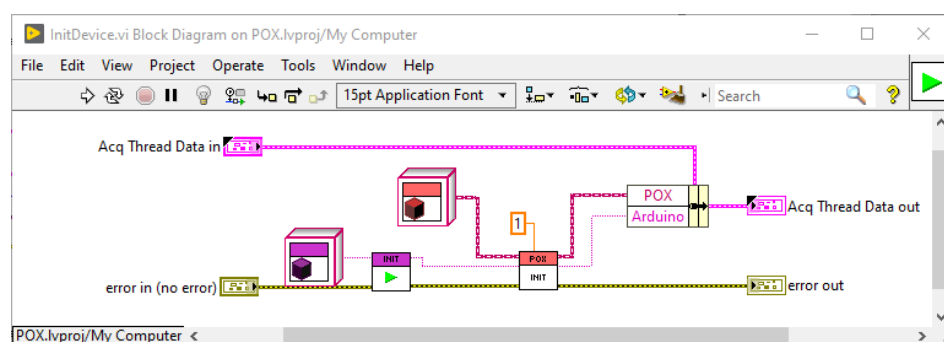 InitDevice.vi Block Diagram on POX.lvproj/My Computer
File Edit View Project Operate Tools Window Help
15pt Application Font
Search
Acq Thread Data in
POX
Arduino
Acq Thread Data out
1
INIT
POX
INIT
error in (no error)
error out
POX.lvproj/My Computer